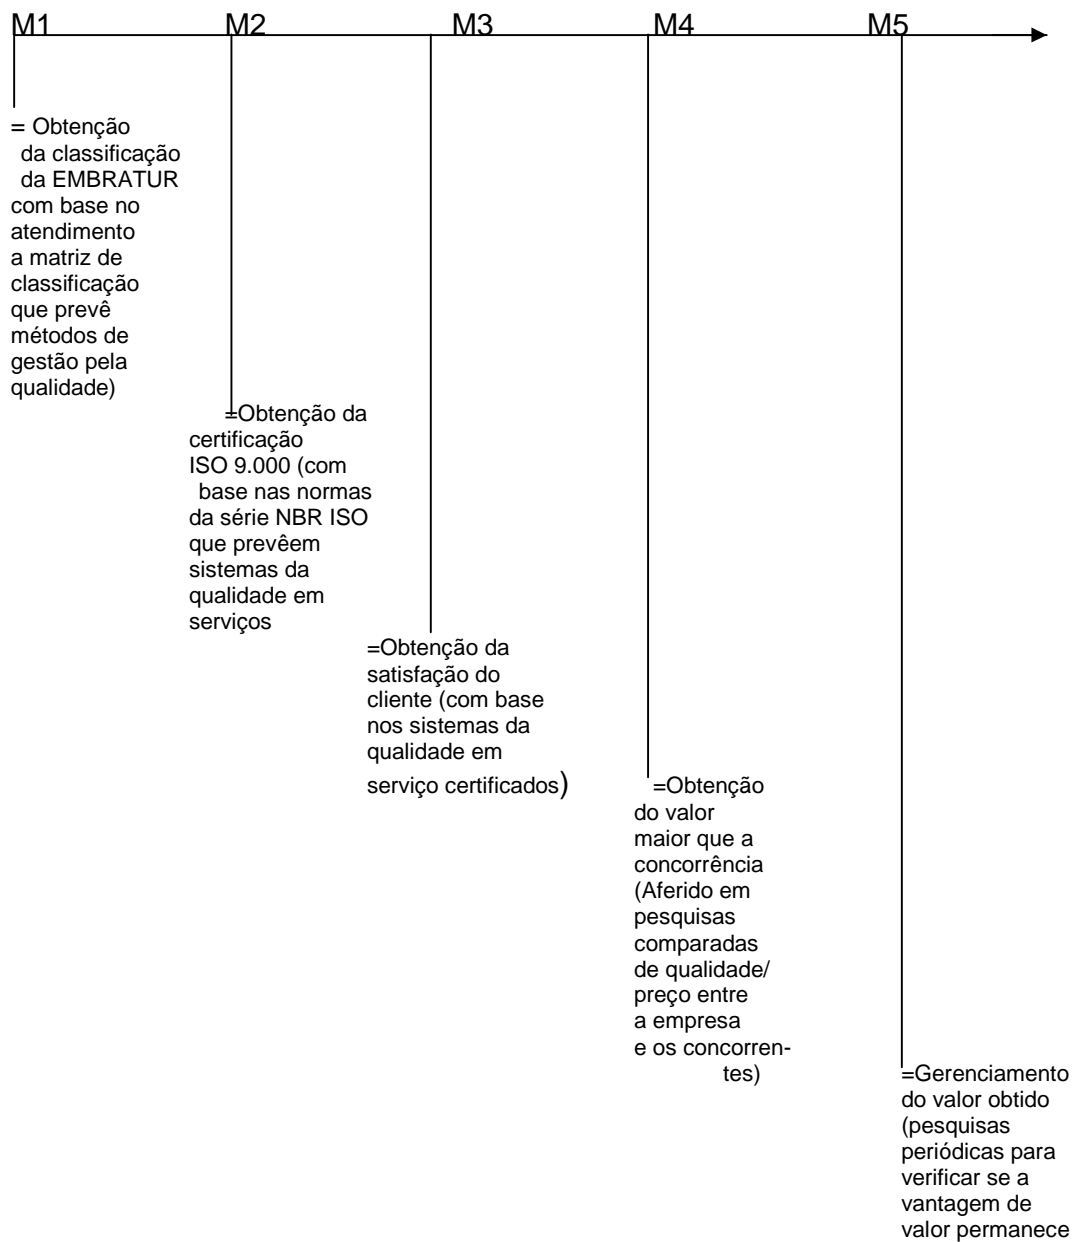 M1 M2 M3 M4 M5
= Obtenção
da classificação
da EMBRATUR
com base no
atendimento
a matriz de
classificação
que prevê
métodos de
gestão pela
qualidade)
=Obtenção da
certificação
ISO 9.000 (com
base nas normas
da série NBR ISO
que prevêem
sistemas da
qualidade em
serviços
=Obtenção da
satisfação do
cliente (com base
nos sistemas da
qualidade em
serviço certificados)
=Obtenção
do valor
maior que a
concorrência
(Aferido em
pesquisas
comparadas
de qualidade/
preço entre
a empresa
e os concorren-
tes)
=Gerenciamento
do valor obtido
(pesquisas
periódicas para
verificar se a
vantagem de
valor permanece